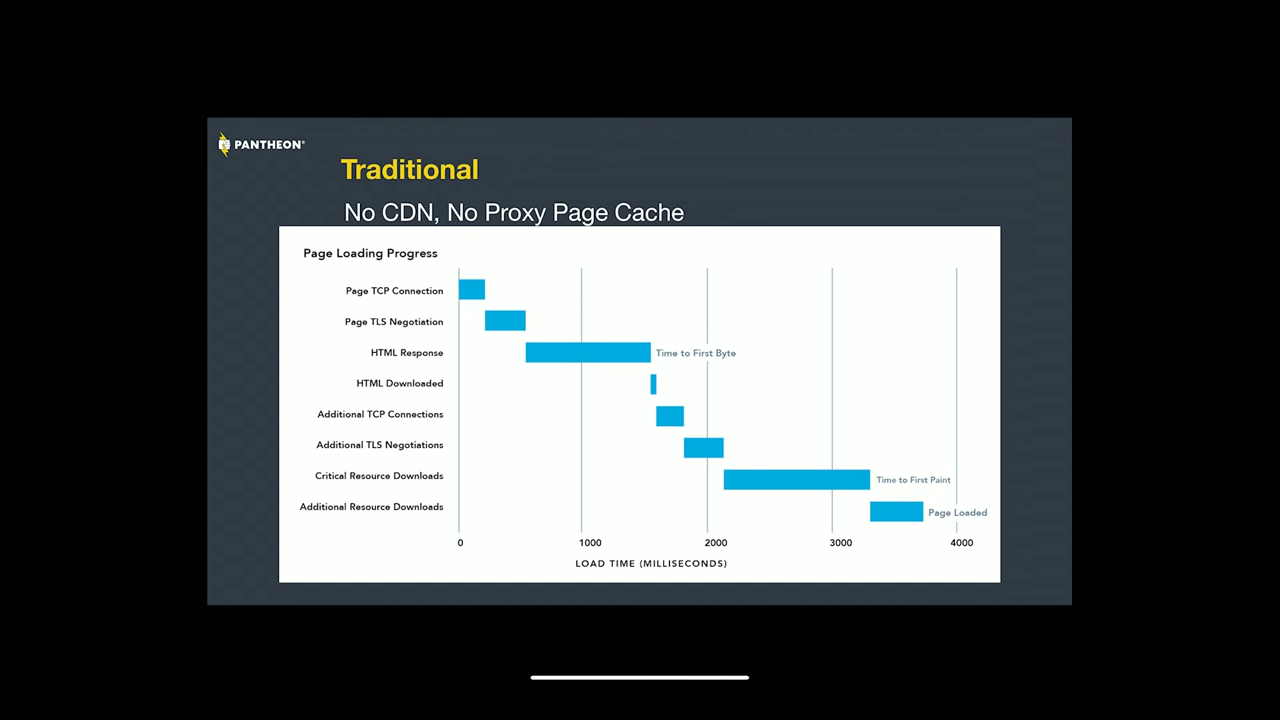 PANTHEON®
Traditional
No CDN, No Proxy Page Cache
Page Loading Progress
Page TCP Connection
Page TLS Negotiation
HTML Response
Time to First Byte
HTML Downloaded
Additional TCP Connections
Additional TLS Negotiations
Critical Resource Downloads
Time to First Paint
Additional Resource Downloads
Page Loaded
0 1000 2000 3000 4000
LOAD TIME (MILLISECONDS)